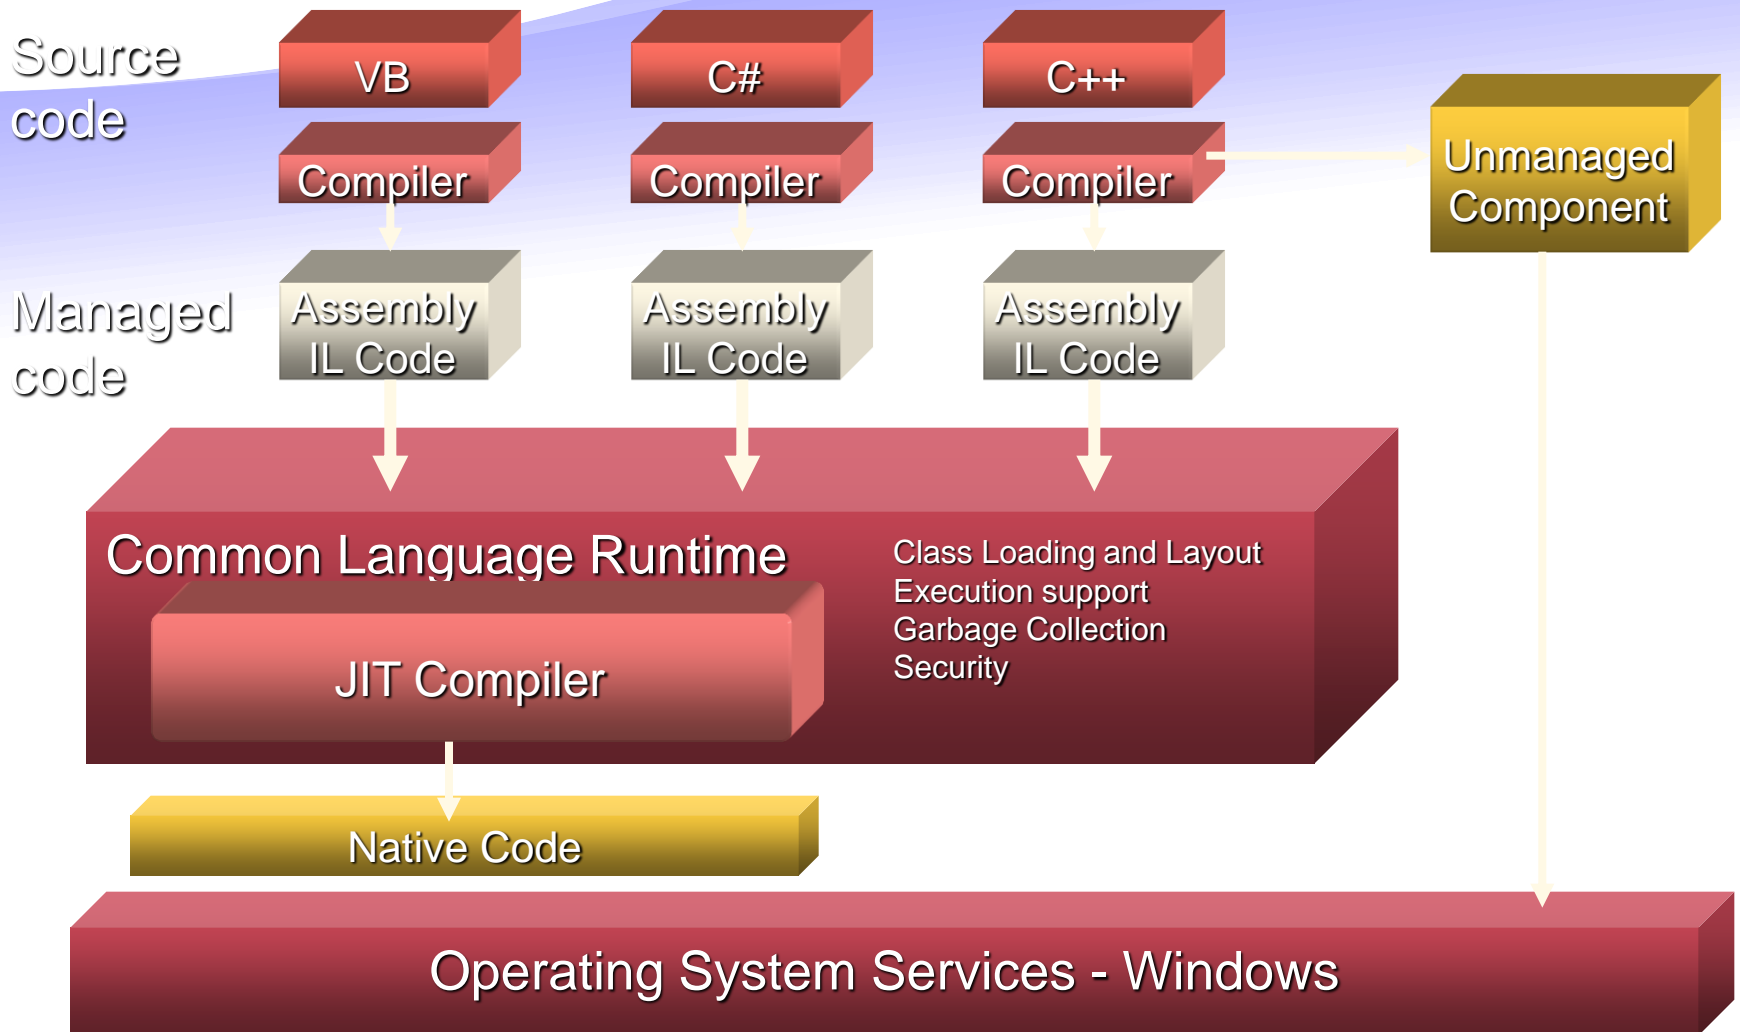 Source
code
VB
C#
C++
Compiler
Compiler
Compiler
Unmanaged
Component
Managed
code
Assembly
IL Code
Assembly
IL Code
Assembly
IL Code
Common Language Runtime
Class Loading and Layout
Execution support
Garbage Collection
Security
JIT Compiler
Native Code
Operating System Services - Windows